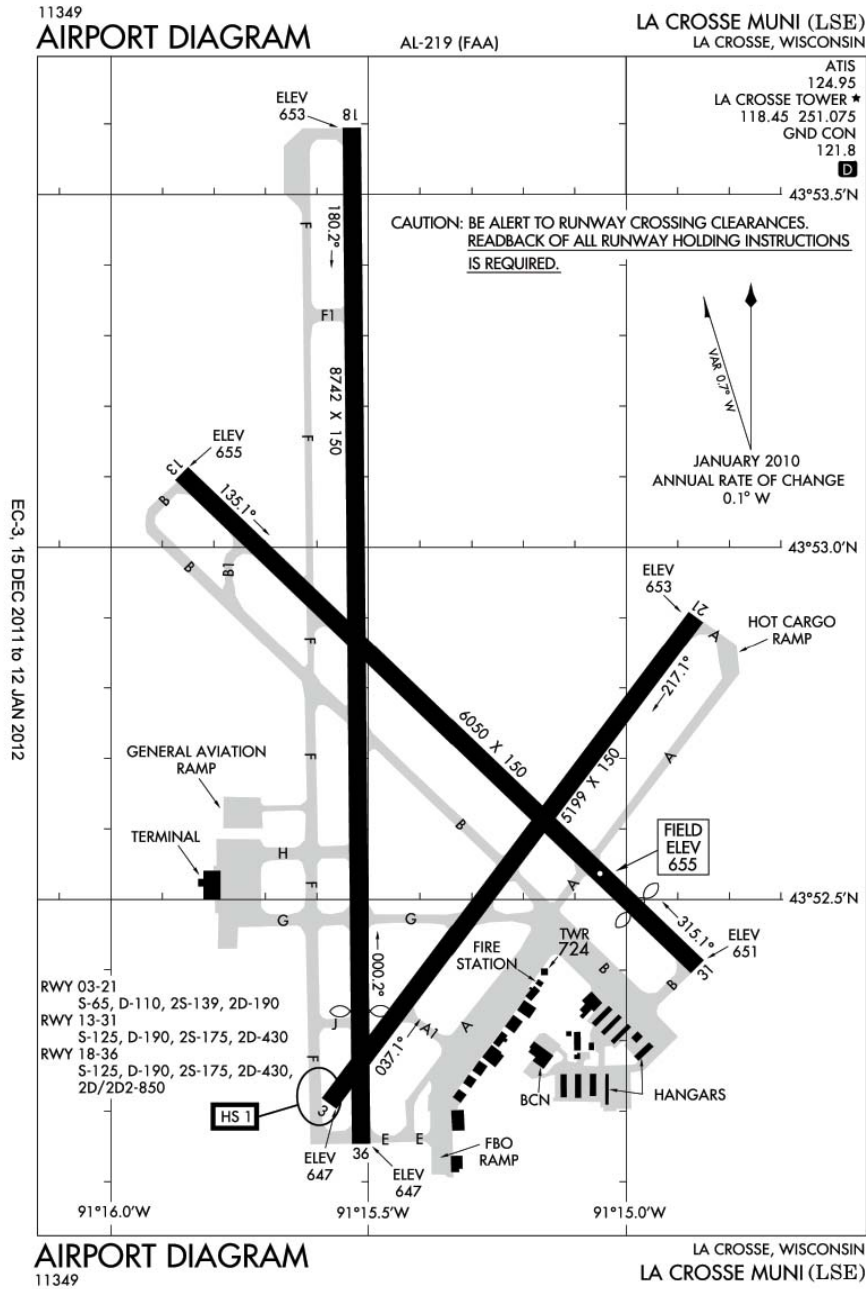 11349
AIRPORT DIAGRAM
AL-219 (FAA)
LA CROSSE MUNI (LSE)
LA CROSSE, WISCONSIN
ATIS
124.95
LA CROSSE TOWER ★
118.45 251.075
GND CON
121.8
D
ELEV
653
18
43°53.5'N
CAUTION: BE ALERT TO RUNWAY CROSSING CLEARANCES.
READBACK OF ALL RUNWAY HOLDING INSTRUCTIONS
IS REQUIRED.
F
180.2°
F1
8742 X 150
VAR 0.7° W
JANUARY 2010
ANNUAL RATE OF CHANGE
0.1° W
F
ELEV
655
13
135.1°
B
B
B1
43°53.0'N
EC-3, 15 DEC 2011 to 12 JAN 2012
ELEV
653
21
A
HOT CARGO
RAMP
F
217.1°
6050 X 150
5199 X 150
A
F
GENERAL AVIATION
RAMP
TERMINAL
H
B
F
A
FIELD
ELEV
655
43°52.5'N
G
G
315.1°
ELEV
651
31
000.2°
FIRE
STATION
TWR
724
B
B
RWY 03-21
S-65, D-110, 2S-139, 2D-190
RWY 13-31
S-125, D-190, 2S-175, 2D-430
RWY 18-36
S-125, D-190, 2S-175, 2D-430,
2D/2D2-850
J
A1
A
F
037.1°
HS 1
3
BCN
HANGARS
ELEV
647
36
E
E
ELEV
647
FBO
RAMP
91°16.0'W
91°15.5'W
91°15.0'W
AIRPORT DIAGRAM
11349
LA CROSSE, WISCONSIN
LA CROSSE MUNI (LSE)